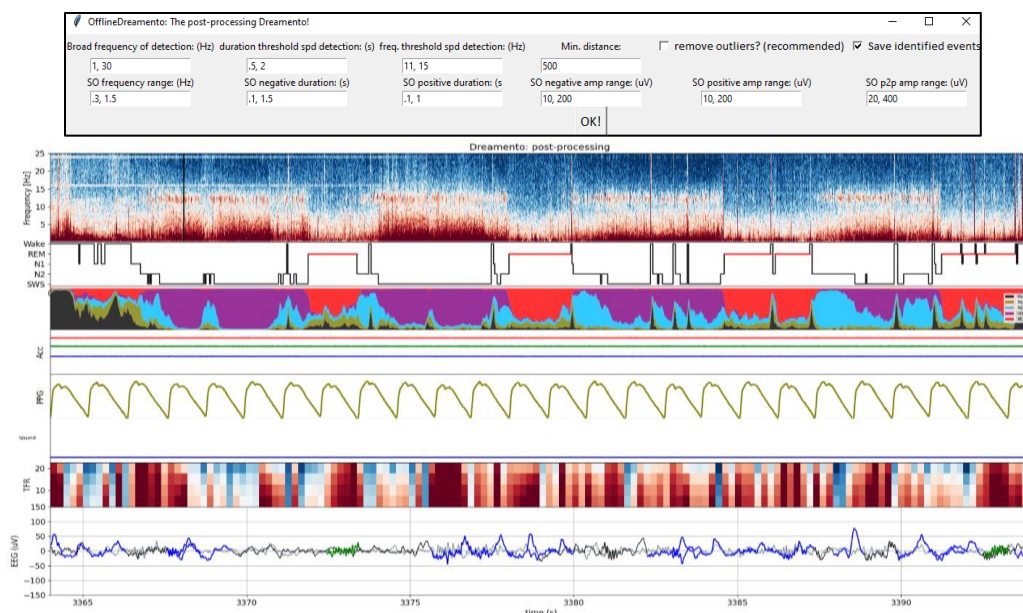 OfflineDreamento: The post-processing Dreamento!
Broad frequency of detection: (Hz) duration threshold spd detection: (s) freq. threshold spd detection: (Hz) Min. distance: remove outliers? (recommended) Save identified events
1, 30 .5, 2 11, 15 500
SO frequency range: (Hz) SO negative duration: (s) SO positive duration: (s SO negative amp range: (uV) SO positive amp range: (uV) SO p2p amp range: (uV)
.3, 1.5 .1, 1.5 .1, 1 10, 200 10, 200 20, 400
OK!
Dreamento: post-processing
25
20
15
10
5
Frequency [Hz]
Wake
REM
N1
N2
SWS
Acc
PPG
Sound
20
10
TFR
150
100
50
0
-50
-100
-150
EEG (uV)
3365 3370 3375 3380 3385 3390
time (s)